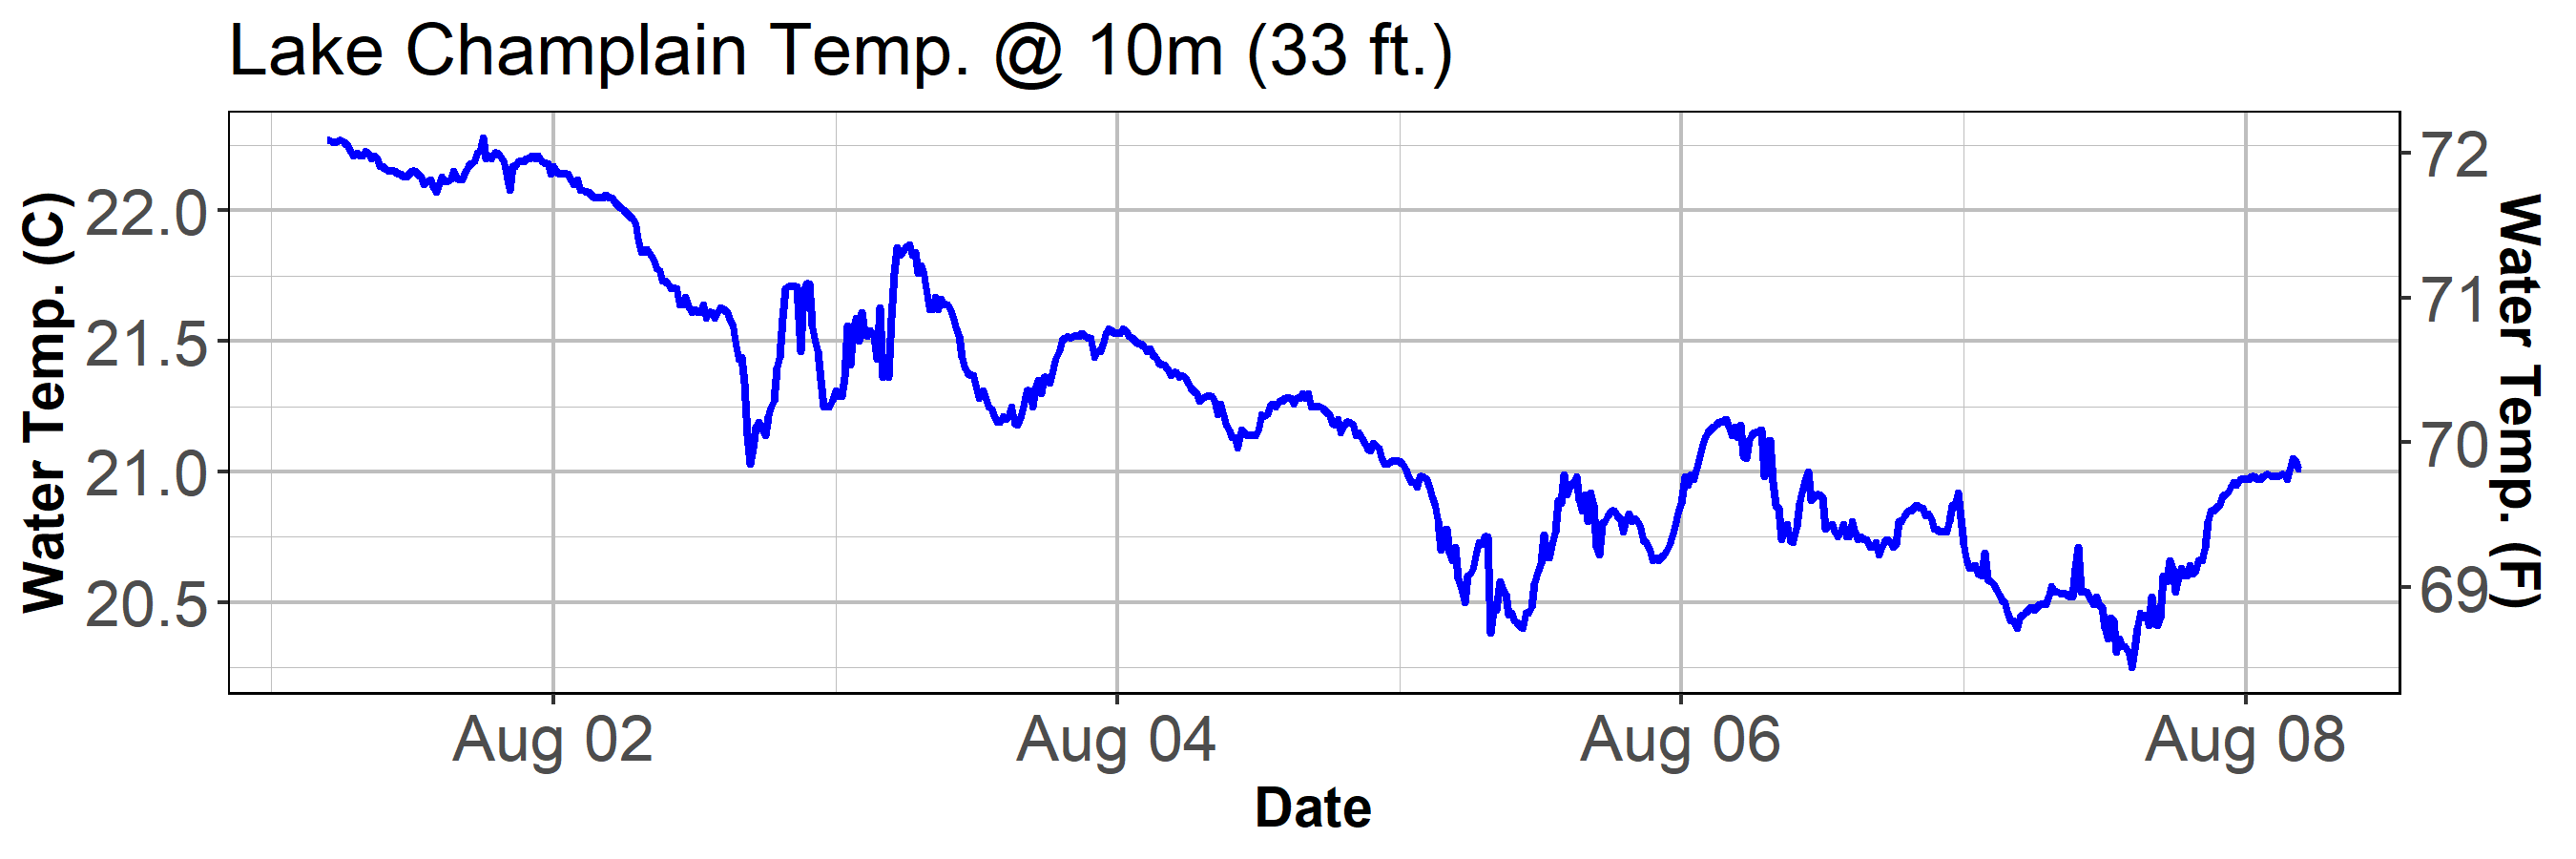 Lake Champlain Temp. @ 10m (33 ft.)
Water Temp. (C)
22.0
21.5
21.0
20.5
72
71
70
69
Water Temp. (F)
Aug 02
Aug 04
Aug 06
Aug 08
Date